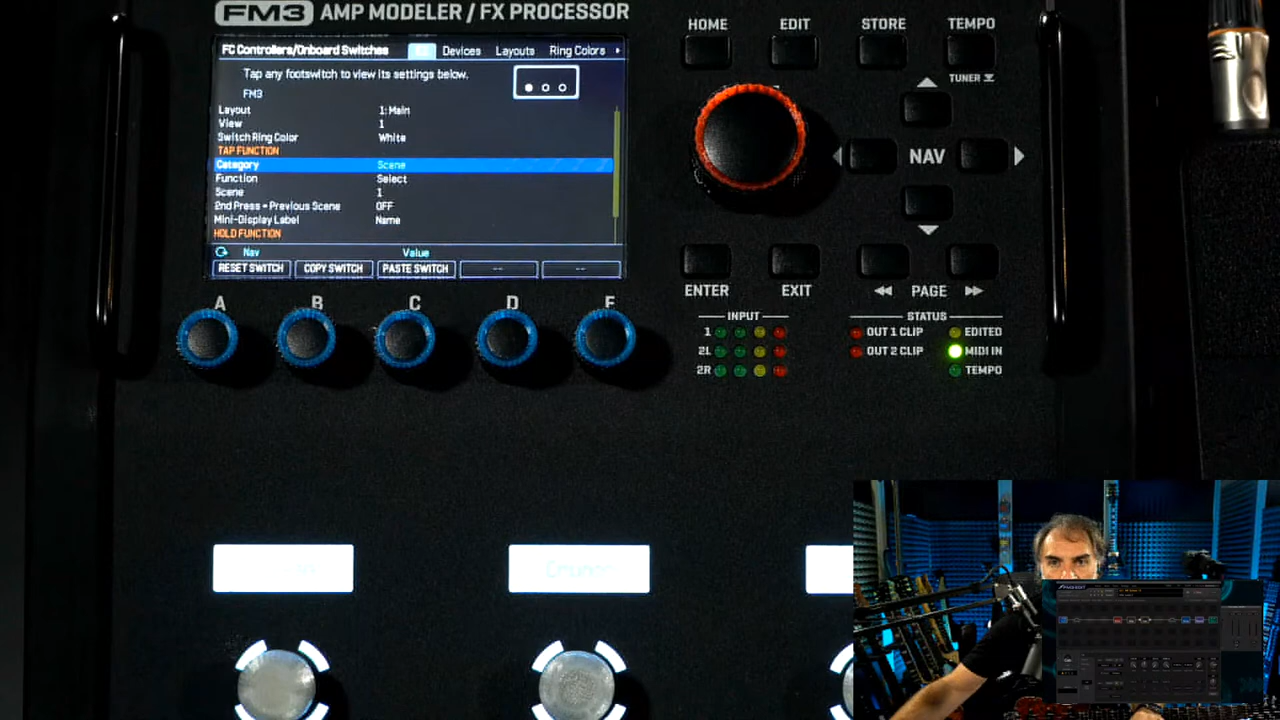 FM3 AMP MODELER / FX PROCESSOR
FC Controllers/Onboard Switches Devices Layouts Ring Colors
Tap any footswitch to view its settings below.
FM3
Layout 1: Main
View 1
Switch Ring Color White
TAP FUNCTION
Category Scene
Function Select
Scene 1
2nd Press = Previous Scene OFF
Mini-Display Label Name
HOLD FUNCTION
Nav Value
RESET SWITCH COPY SWITCH PASTE SWITCH -- --
A B C D E
HOME EDIT STORE TEMPO
TUNER
NAV
ENTER EXIT PAGE
INPUT STATUS
1 OUT 1 CLIP EDITED
2L OUT 2 CLIP MIDI IN
2R TEMPO